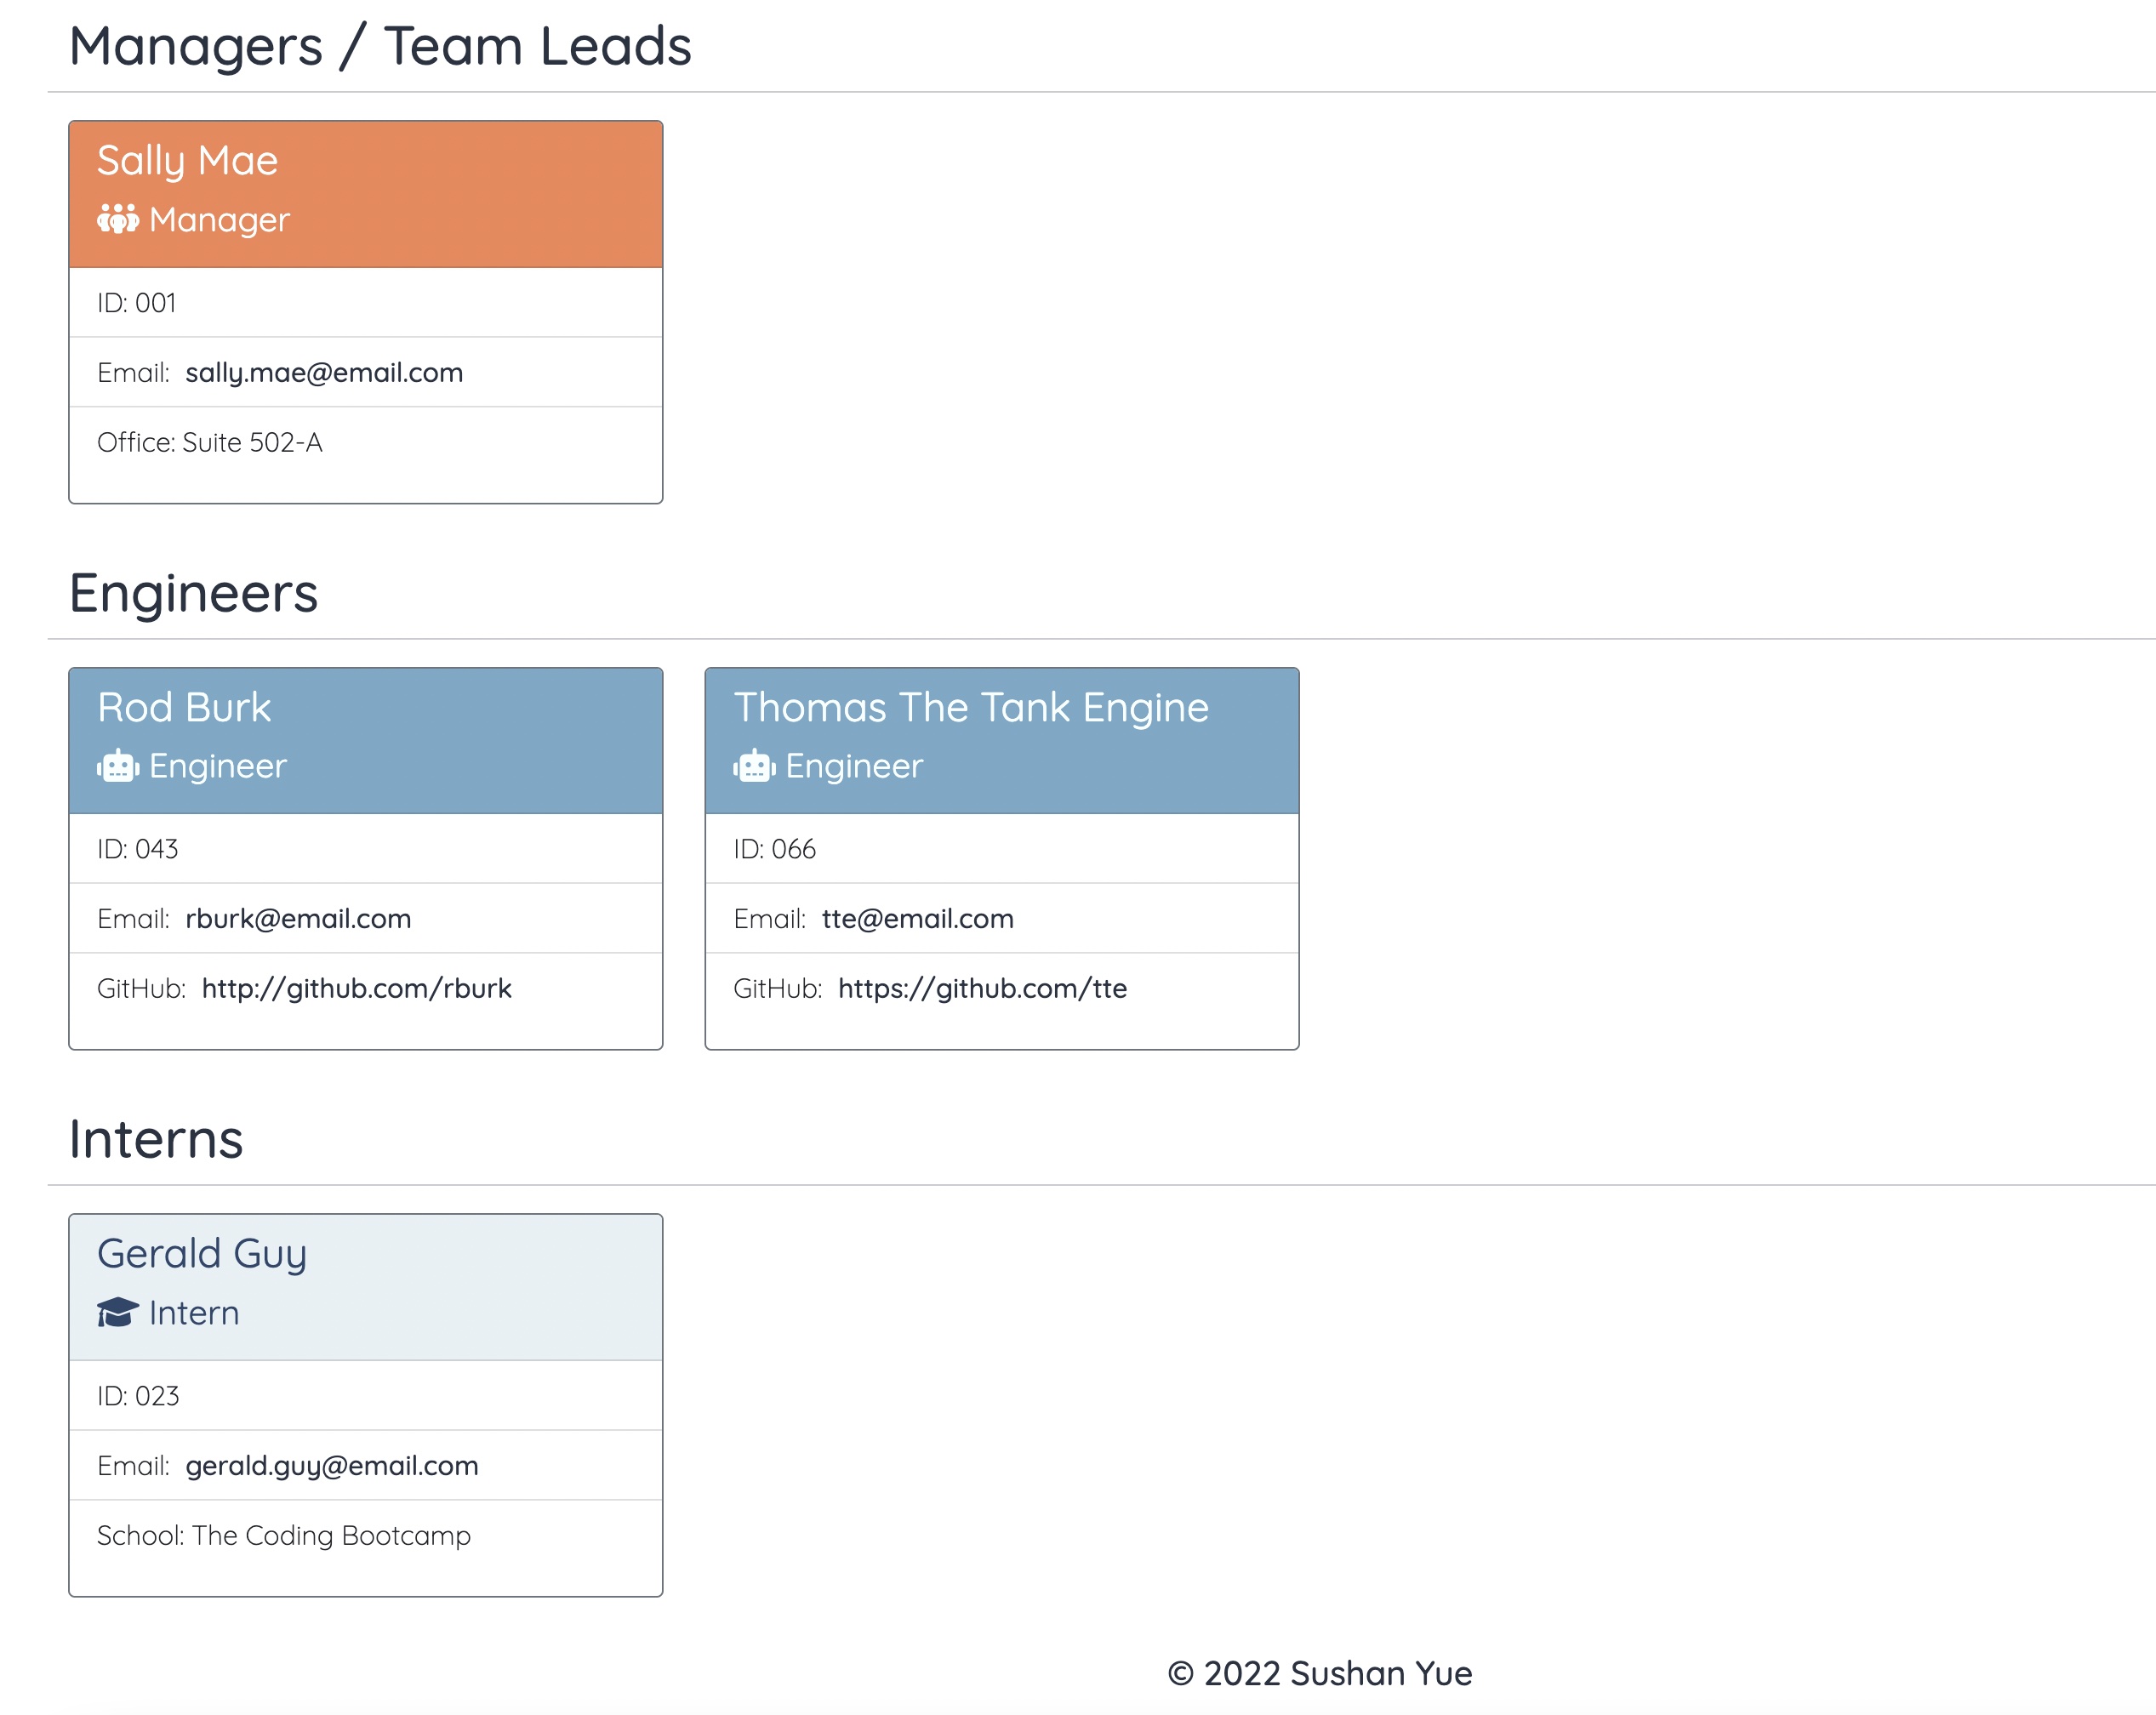 Managers / Team Leads
Sally Mae
Manager
ID: 001
Email: sally.mae@email.com
Office: Suite 502-A
Engineers
Rod Burk
Engineer
ID: 043
Email: rburk@email.com
GitHub: http://github.com/rburk
Thomas The Tank Engine
Engineer
ID: 066
Email: tte@email.com
GitHub: https://github.com/tte
Interns
Gerald Guy
Intern
ID: 023
Email: gerald.guy@email.com
School: The Coding Bootcamp
© 2022 Sushan Yue